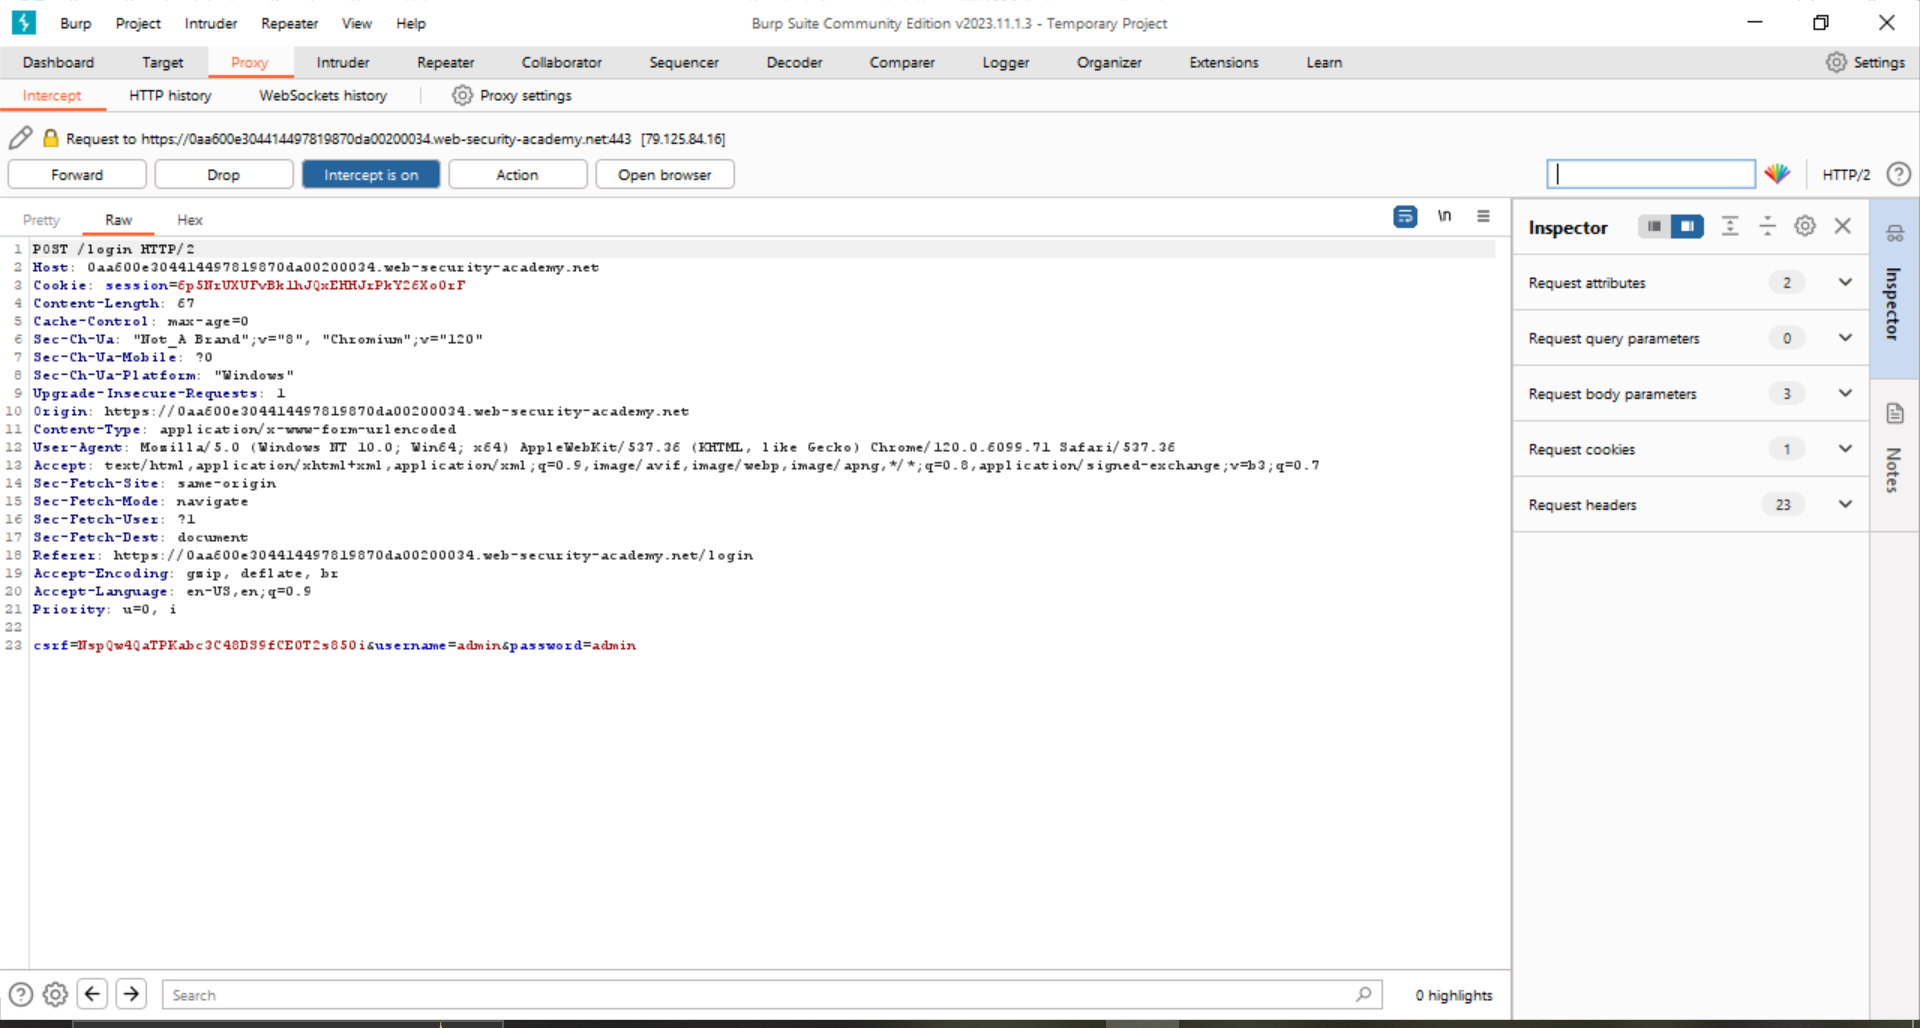 Burp Project Intruder Repeater View Help Burp Suite Community Edition v2023.11.1.3 - Temporary Project
Dashboard Target Proxy Intruder Repeater Collaborator Sequencer Decoder Comparer Logger Organizer Extensions Learn Settings
Intercept HTTP history WebSockets history Proxy settings
Request to https://0aa600e304414497819870da00200034.web-security-academy.net:443 [79.125.84.16]
Forward Drop Intercept is on Action Open browser HTTP/2
Pretty Raw Hex \n
1 POST /login HTTP/2
2 Host: 0aa600e304414497819870da00200034.web-security-academy.net
3 Cookie: session=6p5NrUXUFvBklhJQxEHHJrPkY26Xo0rF
4 Content-Length: 67
5 Cache-Control: max-age=0
6 Sec-Ch-Ua: "Not_A Brand";v="8", "Chromium";v="120"
7 Sec-Ch-Ua-Mobile: ?0
8 Sec-Ch-Ua-Platform: "Windows"
9 Upgrade-Insecure-Requests: 1
10 Origin: https://0aa600e304414497819870da00200034.web-security-academy.net
11 Content-Type: application/x-www-form-urlencoded
12 User-Agent: Mozilla/5.0 (Windows NT 10.0; Win64; x64) AppleWebKit/537.36 (KHTML, like Gecko) Chrome/120.0.6099.71 Safari/537.36
13 Accept: text/html,application/xhtml+xml,application/xml;q=0.9,image/avif,image/webp,image/apng,*/*;q=0.8,application/signed-exchange;v=b3;q=0.7
14 Sec-Fetch-Site: same-origin
15 Sec-Fetch-Mode: navigate
16 Sec-Fetch-User: ?1
17 Sec-Fetch-Dest: document
18 Referer: https://0aa600e304414497819870da00200034.web-security-academy.net/login
19 Accept-Encoding: gzip, deflate, br
20 Accept-Language: en-US,en;q=0.9
21 Priority: u=0, i
22
23 csrf=NspQw4QaTPKabc3C48DS9fCE0T2s850i&username=admin&password=admin
Inspector
Request attributes 2
Request query parameters 0
Request body parameters 3
Request cookies 1
Request headers 23
Inspector
Notes
Search 0 highlights